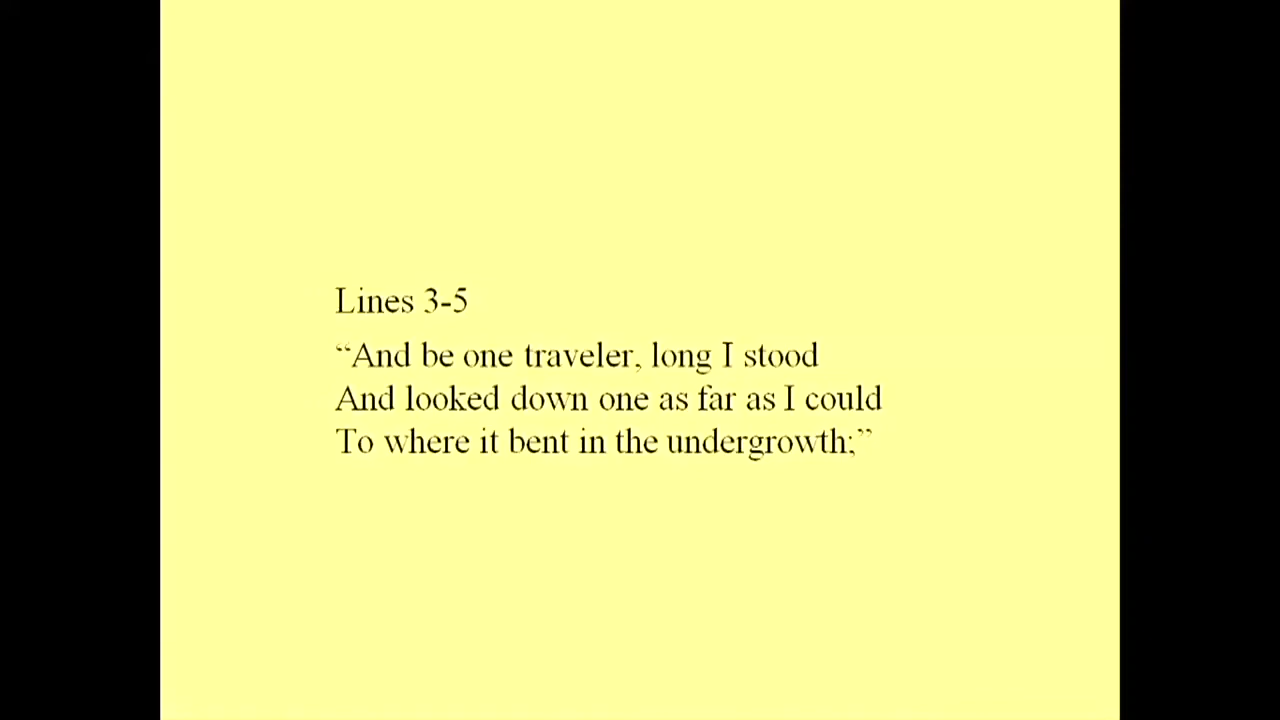 Lines 3-5
“And be one traveler, long I stood
And looked down one as far as I could
To where it bent in the undergrowth;”